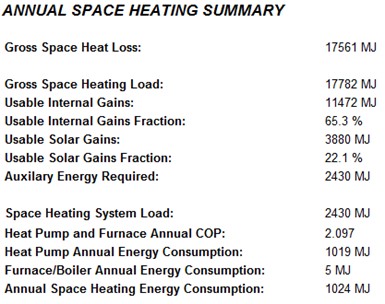 ANNUAL SPACE HEATING SUMMARY
Gross Space Heat Loss: 17561 MJ
Gross Space Heating Load: 17782 MJ
Usable Internal Gains: 11472 MJ
Usable Internal Gains Fraction: 65.3 %
Usable Solar Gains: 3880 MJ
Usable Solar Gains Fraction: 22.1 %
Auxilary Energy Required: 2430 MJ
Space Heating System Load: 2430 MJ
Heat Pump and Furnace Annual COP: 2.097
Heat Pump Annual Energy Consumption: 1019 MJ
Furnace/Boiler Annual Energy Consumption: 5 MJ
Annual Space Heating Energy Consumption: 1024 MJ